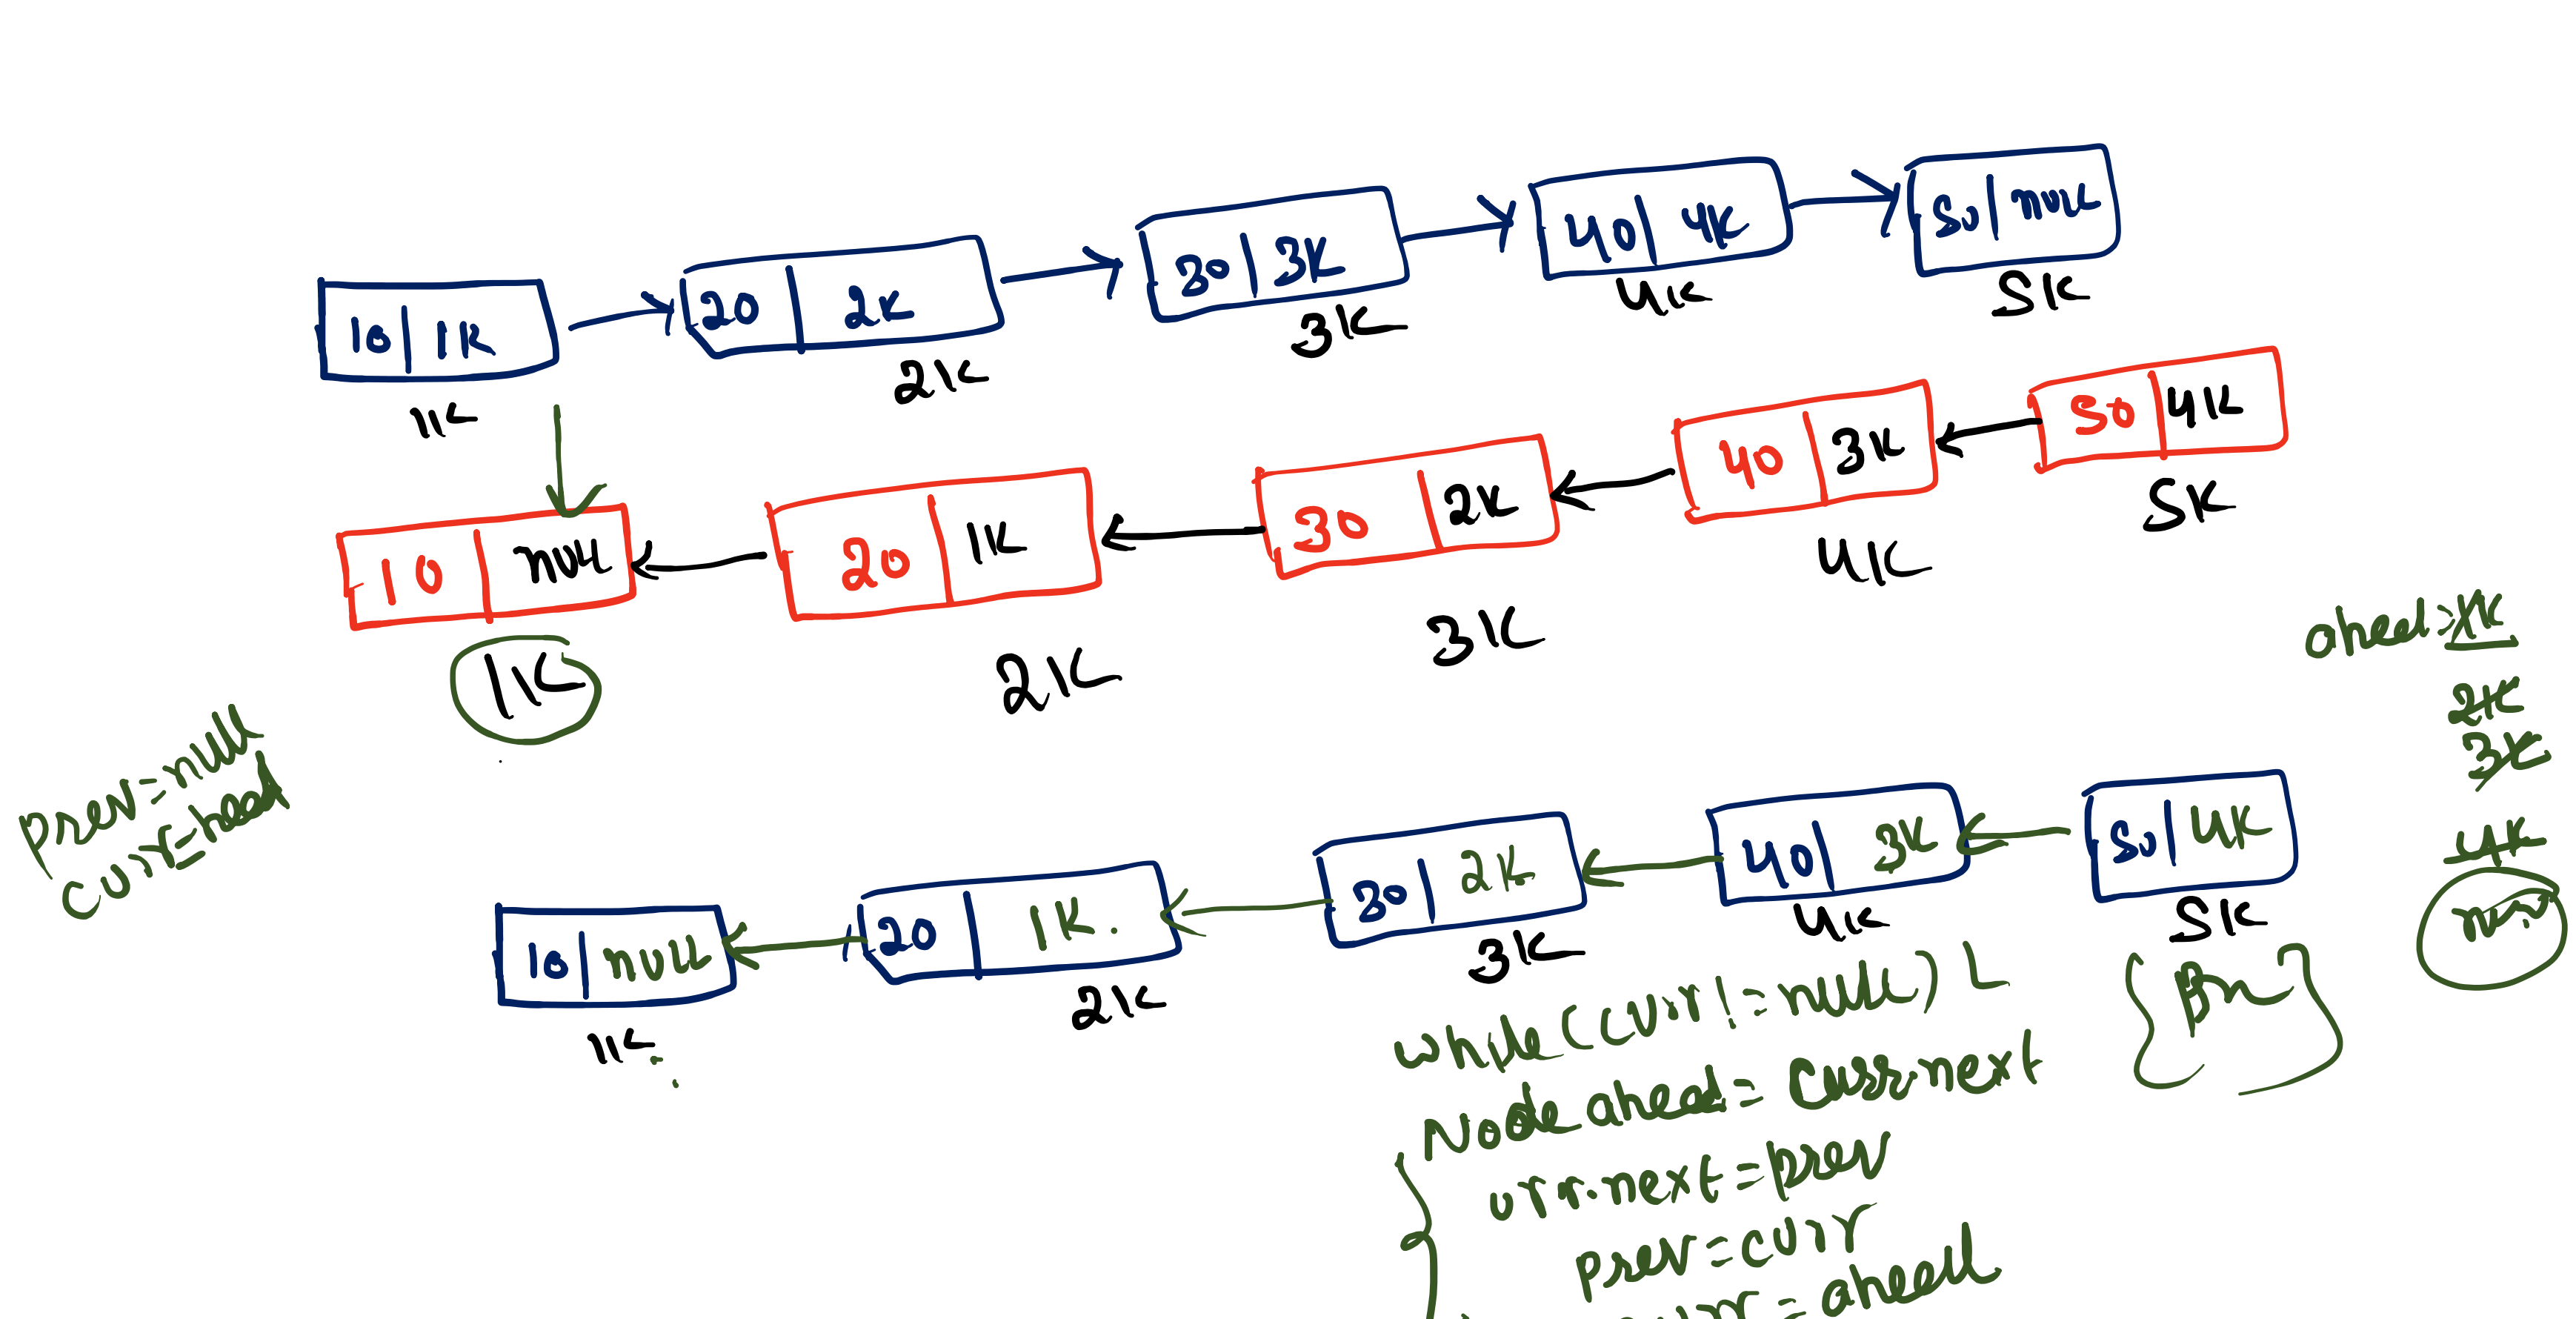 10 | 1K 20 | 2K 30 | 3K 40 | 4K 50 | null
1K 2K 3K 4K 5K
10 | null 20 | 1K 30 | 2K 40 | 3K 50 | 4K
1K 2K 3K 4K 5K
prev=null
curr=head
1K
2K
3K
4K
10 | null 20 | 1K. 30 | 2K 40 | 3K 50 | 4K
1K 2K 3K 4K 5K
while(curr!=null)
Node ahead= curr.next
urr.next=prev
prev=curr
curr=ahead